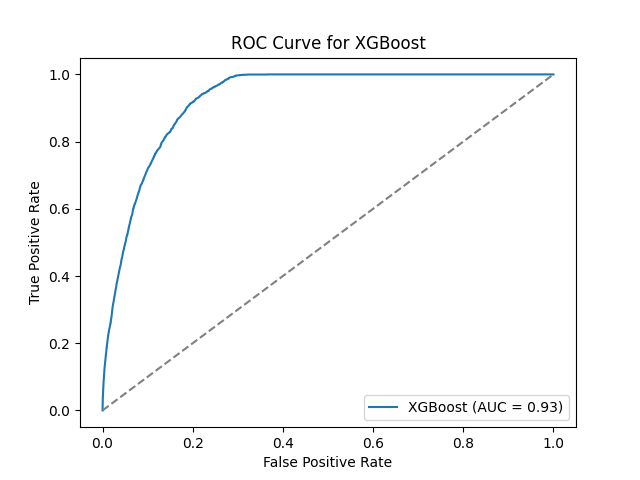 ROC Curve for XGBoost
1.0
0.8
0.6
0.4
0.2
0.0
True Positive Rate
XGBoost (AUC = 0.93)
0.0 0.2 0.4 0.6 0.8 1.0
False Positive Rate